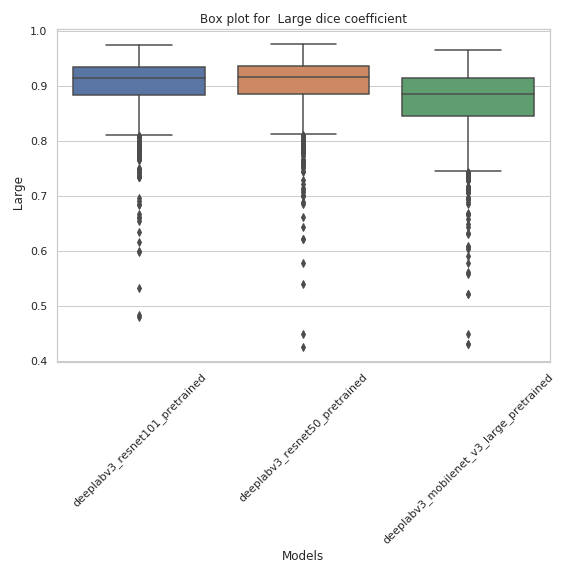 Box plot for  Large dice coefficient
Large
1.0
0.9
0.8
0.7
0.6
0.5
0.4
deeplabv3_resnet101_pretrained
deeplabv3_resnet50_pretrained
deeplabv3_mobilenet_v3_large_pretrained
Models